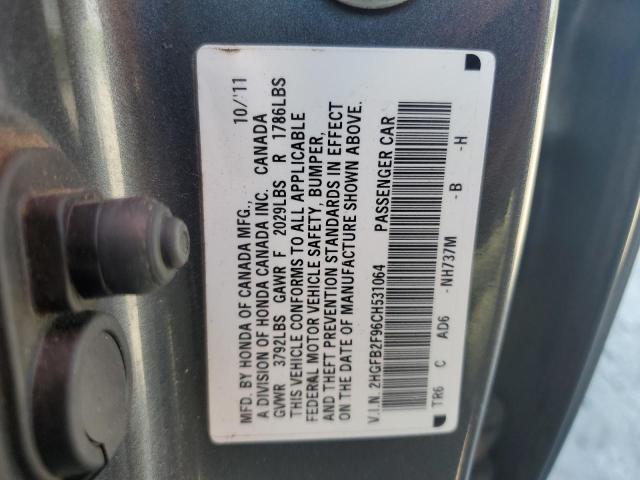 MFD. BY HONDA OF CANADA MFG., 10/'11
A DIVISION OF HONDA CANADA INC. CANADA
GVWR 3792LBS GAWR F 2029LBS R 1786LBS
THIS VEHICLE CONFORMS TO ALL APPLICABLE
FEDERAL MOTOR VEHICLE SAFETY, BUMPER,
AND THEFT PREVENTION STANDARDS IN EFFECT
ON THE DATE OF MANUFACTURE SHOWN ABOVE.
V.I.N. 2HGFB2F96CH531064 PASSENGER CAR
TR6 C AD6 -NH737M -B -H